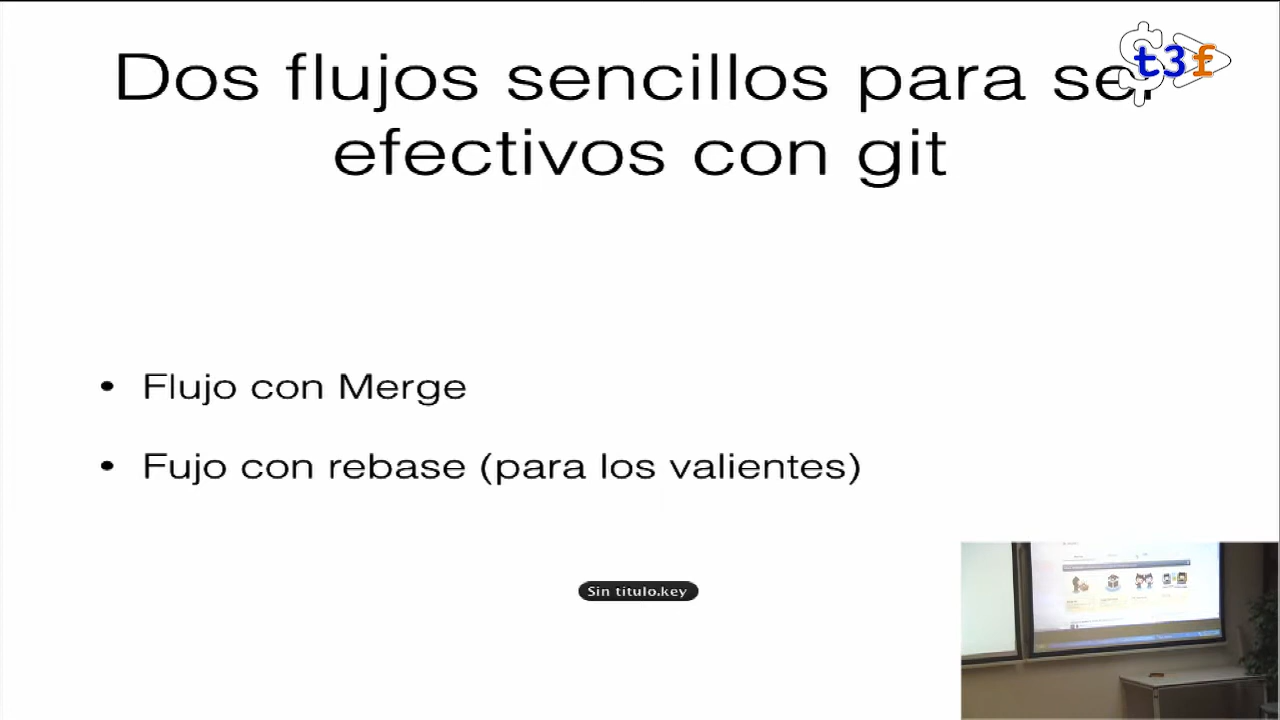 Dos flujos sencillos para ser
efectivos con git
$ t3f
• Flujo con Merge
• Fujo con rebase (para los valientes)
Sin titulo.key